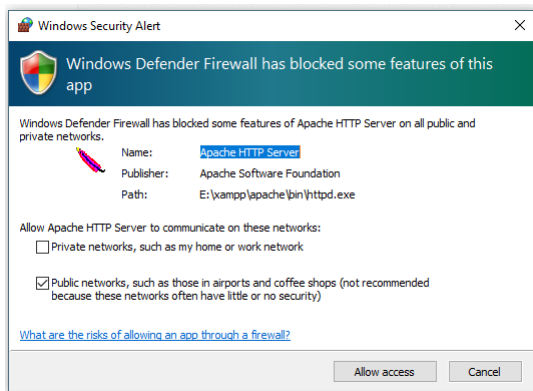 Windows Security Alert
Windows Defender Firewall has blocked some features of this
app
Windows Defender Firewall has blocked some features of Apache HTTP Server on all public and
private networks.
Name: Apache HTTP Server
Publisher: Apache Software Foundation
Path: E:\xampp\apache\bin\httpd.exe
Allow Apache HTTP Server to communicate on these networks:
Private networks, such as my home or work network
Public networks, such as those in airports and coffee shops (not recommended
because these networks often have little or no security)
What are the risks of allowing an app through a firewall?
Allow access Cancel